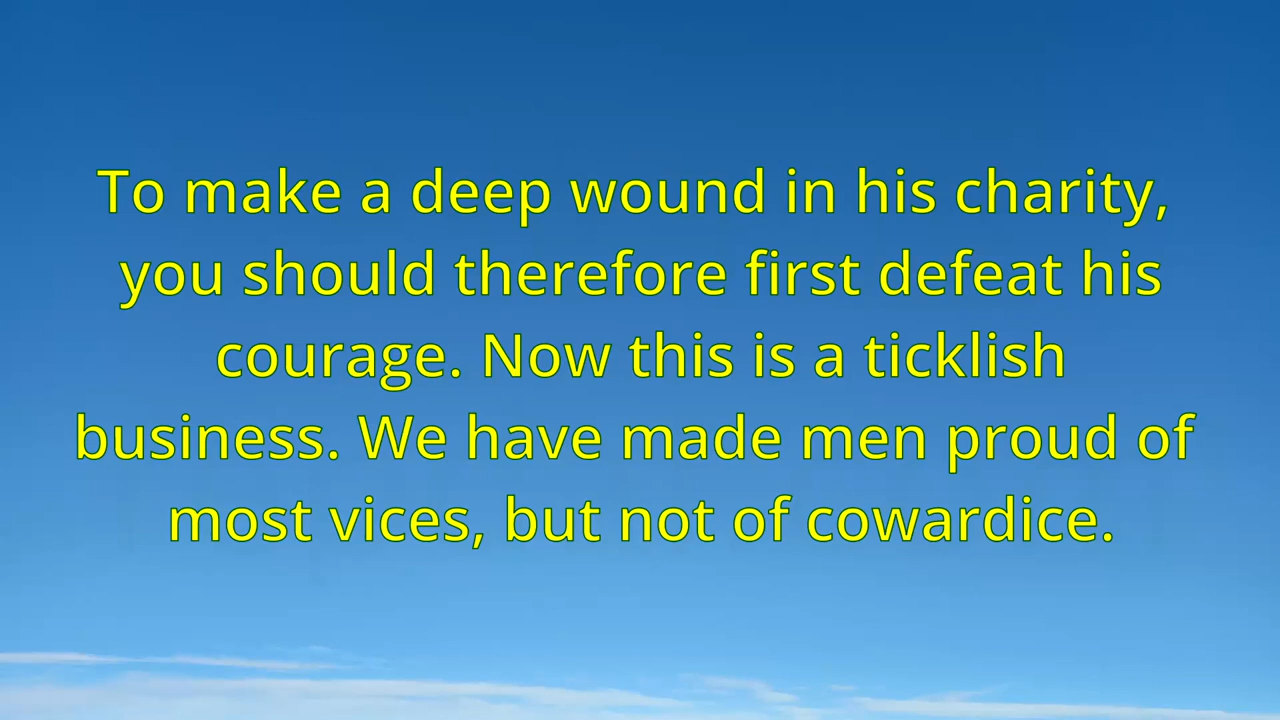 To make a deep wound in his charity,
you should therefore first defeat his
courage. Now this is a ticklish
business. We have made men proud of
most vices, but not of cowardice.